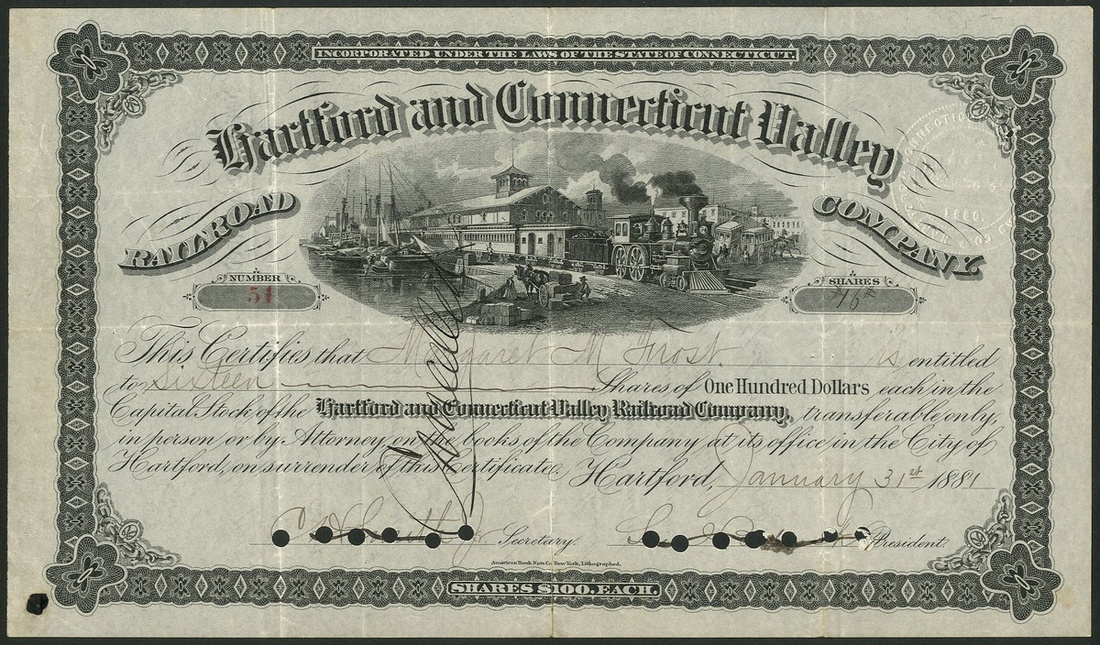 INCORPORATED UNDER THE LAWS OF THE STATE OF CONNECTICUT.
Hartford and Connecticut Valley
RAILROAD COMPANY.
NUMBER
51
SHARES
*16*
This Certifies that Margaret M Frost is entitled
to Sixteen Shares of One Hundred Dollars each in the
Capital Stock of the Hartford and Connecticut Valley Railroad Company, transferable only,
in person or by Attorney, on the books of the Company at its office in the City of
Hartford, on surrender of this Certificate. Hartford, January 31st 1881
Cancelled
Secretary.
President.
American Bank Note Co. New York, Lithographed.
SHARES $100. EACH.
1880.